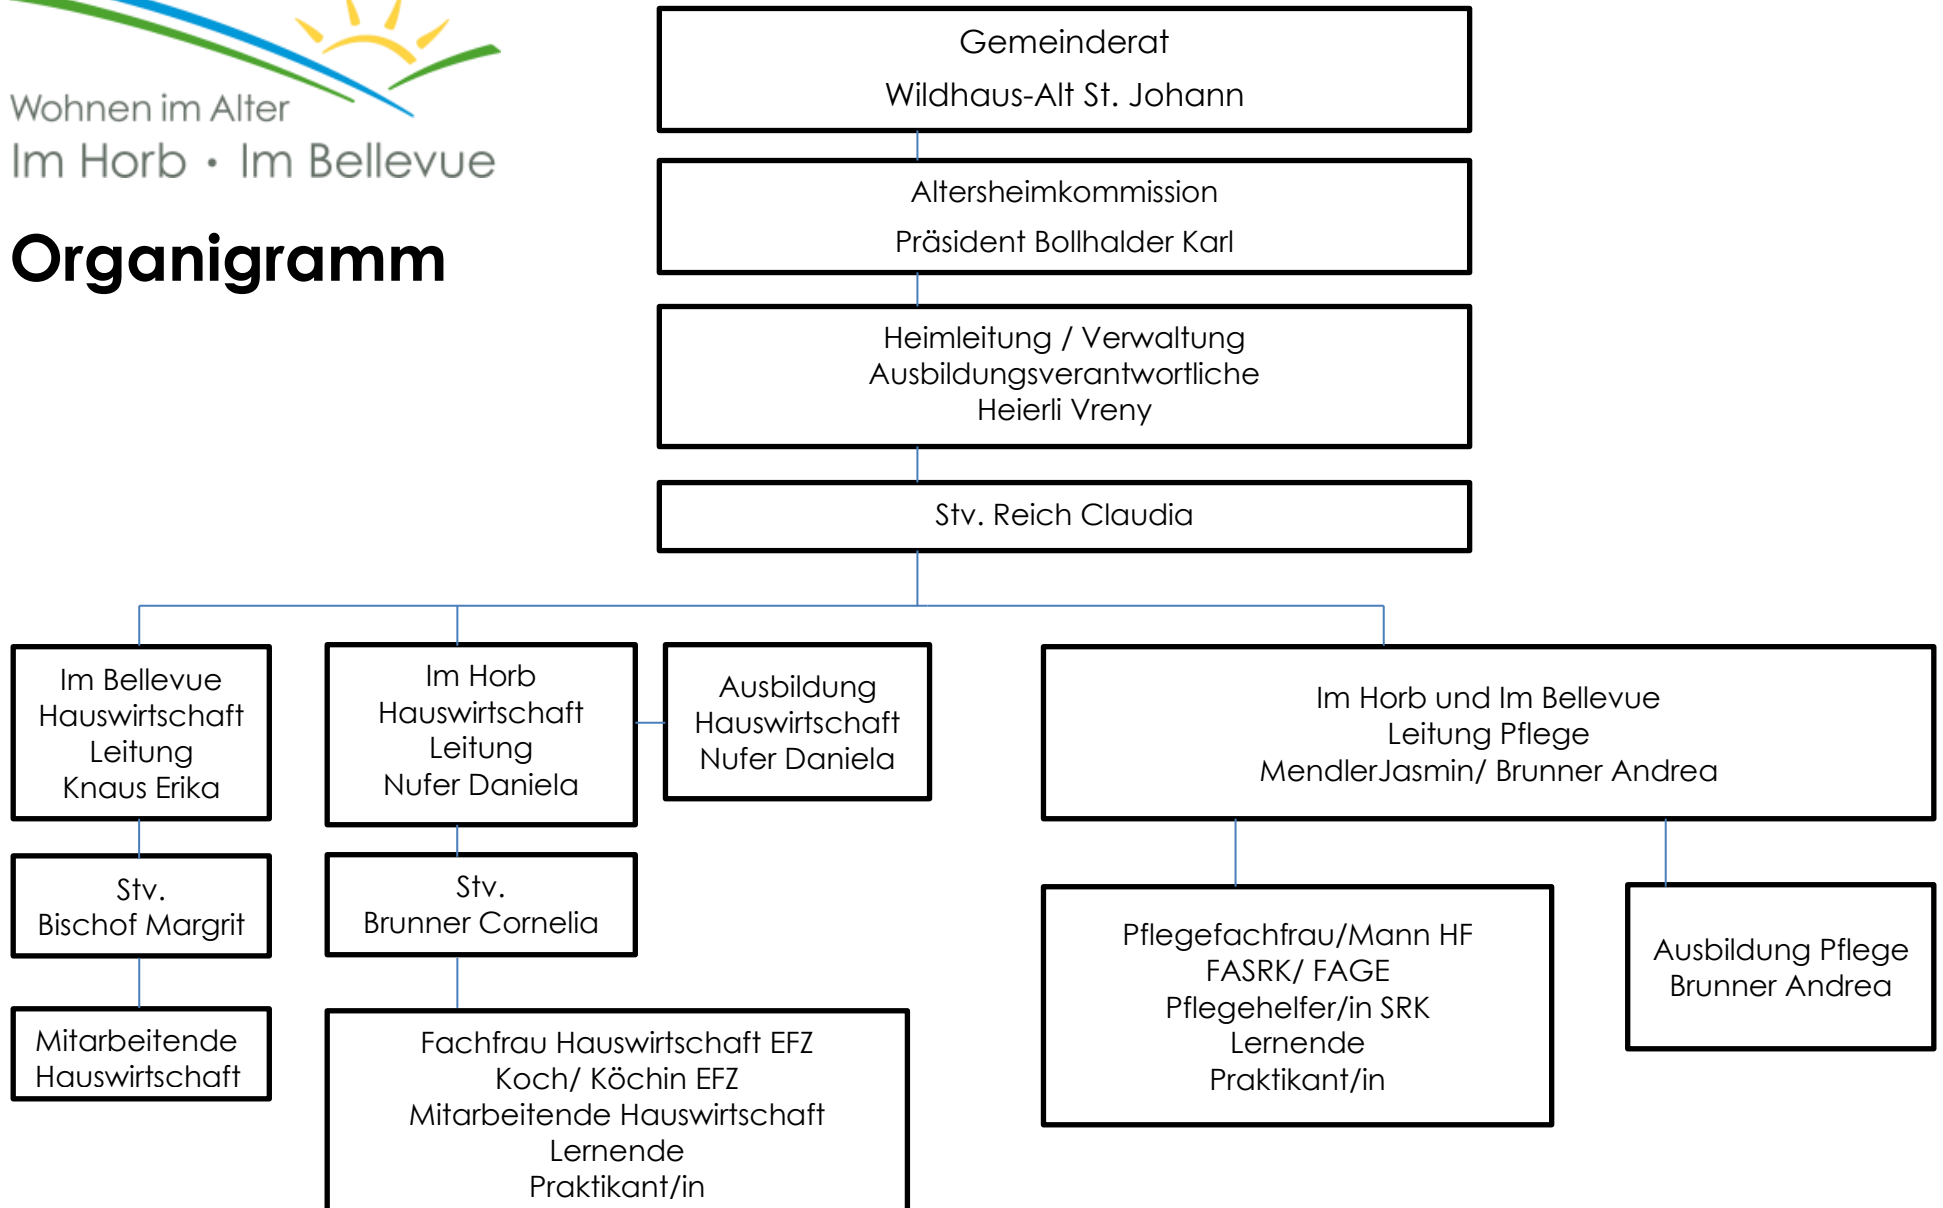 Wohnen im Alter
Im Horb • Im Bellevue
Organigramm
Gemeinderat
Wildhaus-Alt St. Johann
Altersheimkommission
Präsident Bollhalder Karl
Heimleitung / Verwaltung
Ausbildungsverantwortliche
Heierli Vreny
Stv. Reich Claudia
Im Bellevue
Hauswirtschaft
Leitung
Knaus Erika
Im Horb
Hauswirtschaft
Leitung
Nufer Daniela
Ausbildung
Hauswirtschaft
Nufer Daniela
Im Horb und Im Bellevue
Leitung Pflege
MendlerJasmin/ Brunner Andrea
Stv.
Bischof Margrit
Stv.
Brunner Cornelia
Pflegefachfrau/Mann HF
FASRK/ FAGE
Pflegehelfer/in SRK
Lernende
Praktikant/in
Ausbildung Pflege
Brunner Andrea
Mitarbeitende
Hauswirtschaft
Fachfrau Hauswirtschaft EFZ
Koch/ Köchin EFZ
Mitarbeitende Hauswirtschaft
Lernende
Praktikant/in